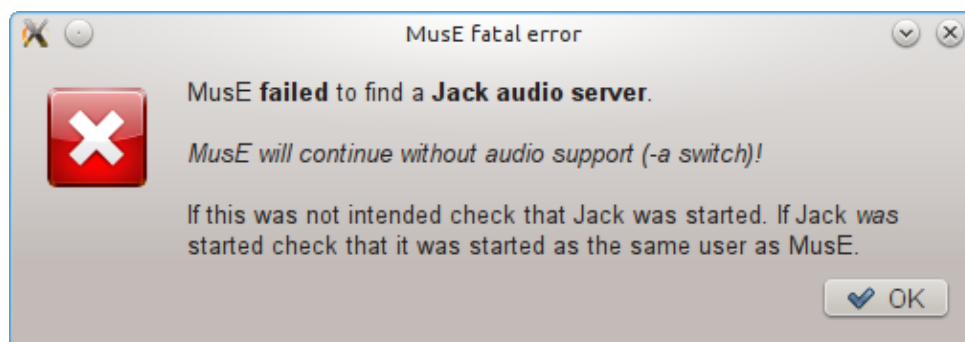 MusE fatal error
MusE failed to find a Jack audio server.
MusE will continue without audio support (-a switch)!
If this was not intended check that Jack was started. If Jack was
started check that it was started as the same user as MusE.
OK